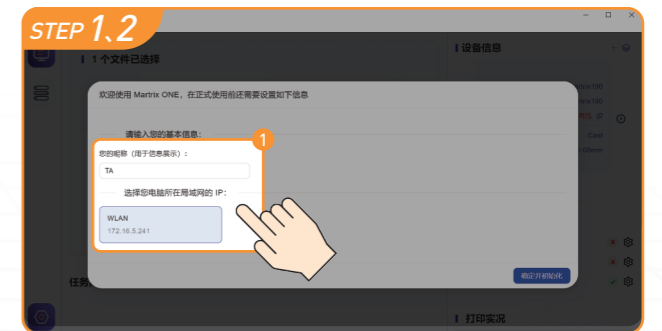 STEP 1、2
1 个文件已选择
设备信息
欢迎使用 Martrix ONE，在正式使用前还需要设置如下信息
请输入您的基本信息：
1
您的昵称（用于信息展示）：
TA
选择您电脑所在局域网的 IP：
WLAN
172.16.5.241
确定并初始化
任务
打印实况